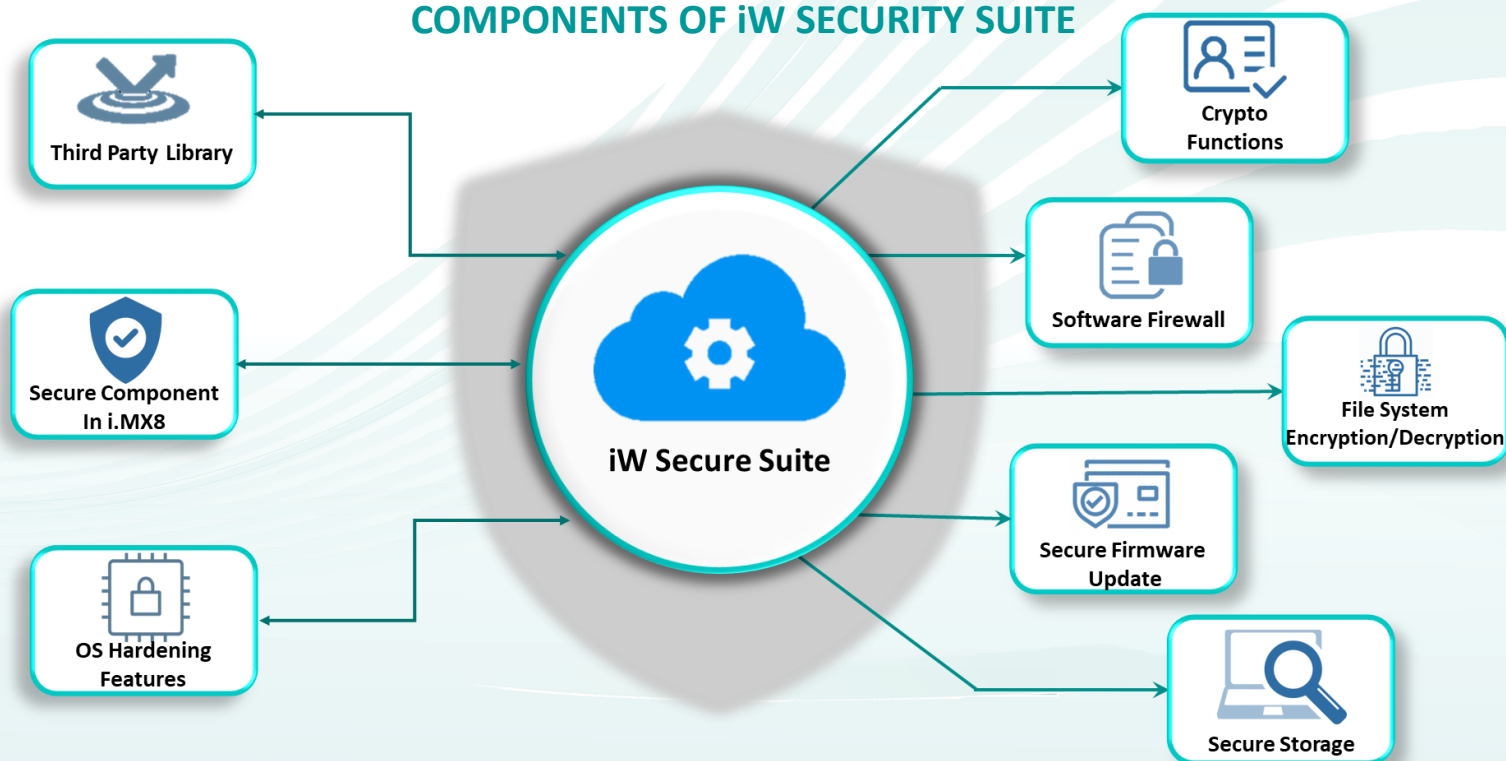 COMPONENTS OF iW SECURITY SUITE
Third Party Library
Secure Component
In i.MX8
OS Hardening
Features
iW Secure Suite
Crypto
Functions
Software Firewall
File System
Encryption/Decryption
Secure Firmware
Update
Secure Storage